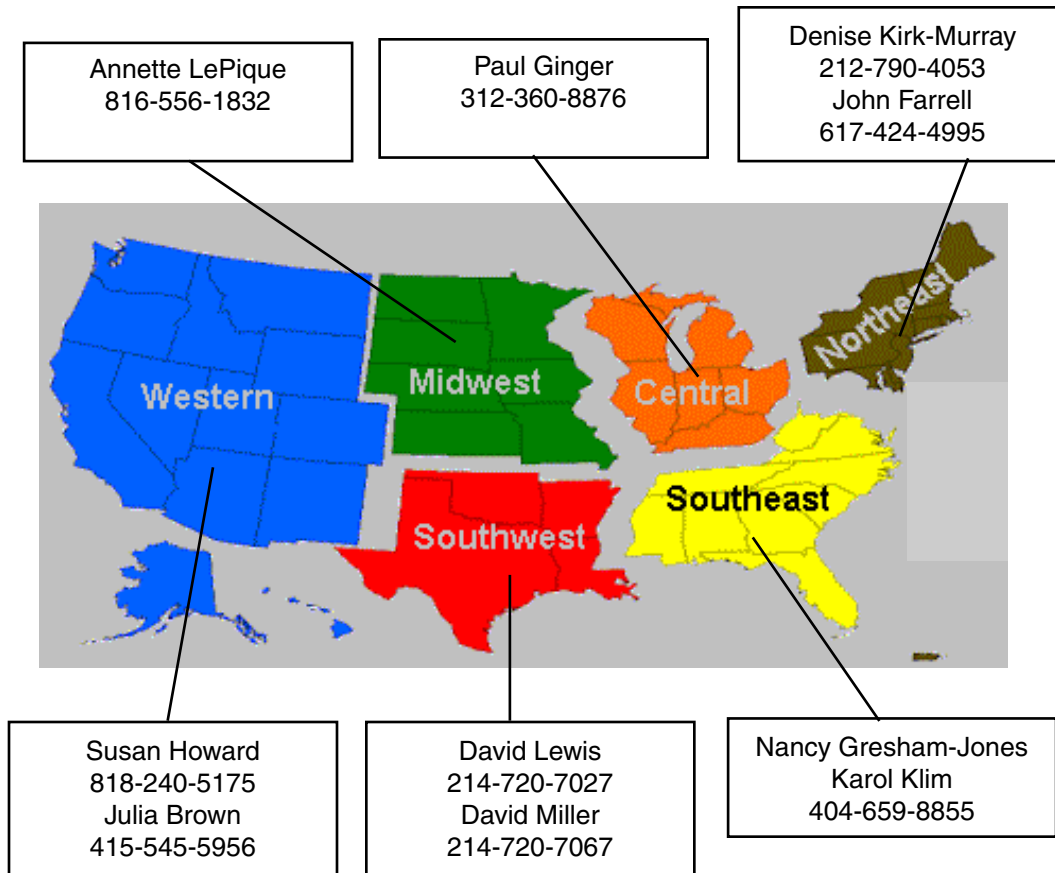 Annette LePique
816-556-1832
Paul Ginger
312-360-8876
Denise Kirk-Murray
212-790-4053
John Farrell
617-424-4995
Western
Midwest
Central
Northeast
Southwest
Southeast
Susan Howard
818-240-5175
Julia Brown
415-545-5956
David Lewis
214-720-7027
David Miller
214-720-7067
Nancy Gresham-Jones
Karol Klim
404-659-8855